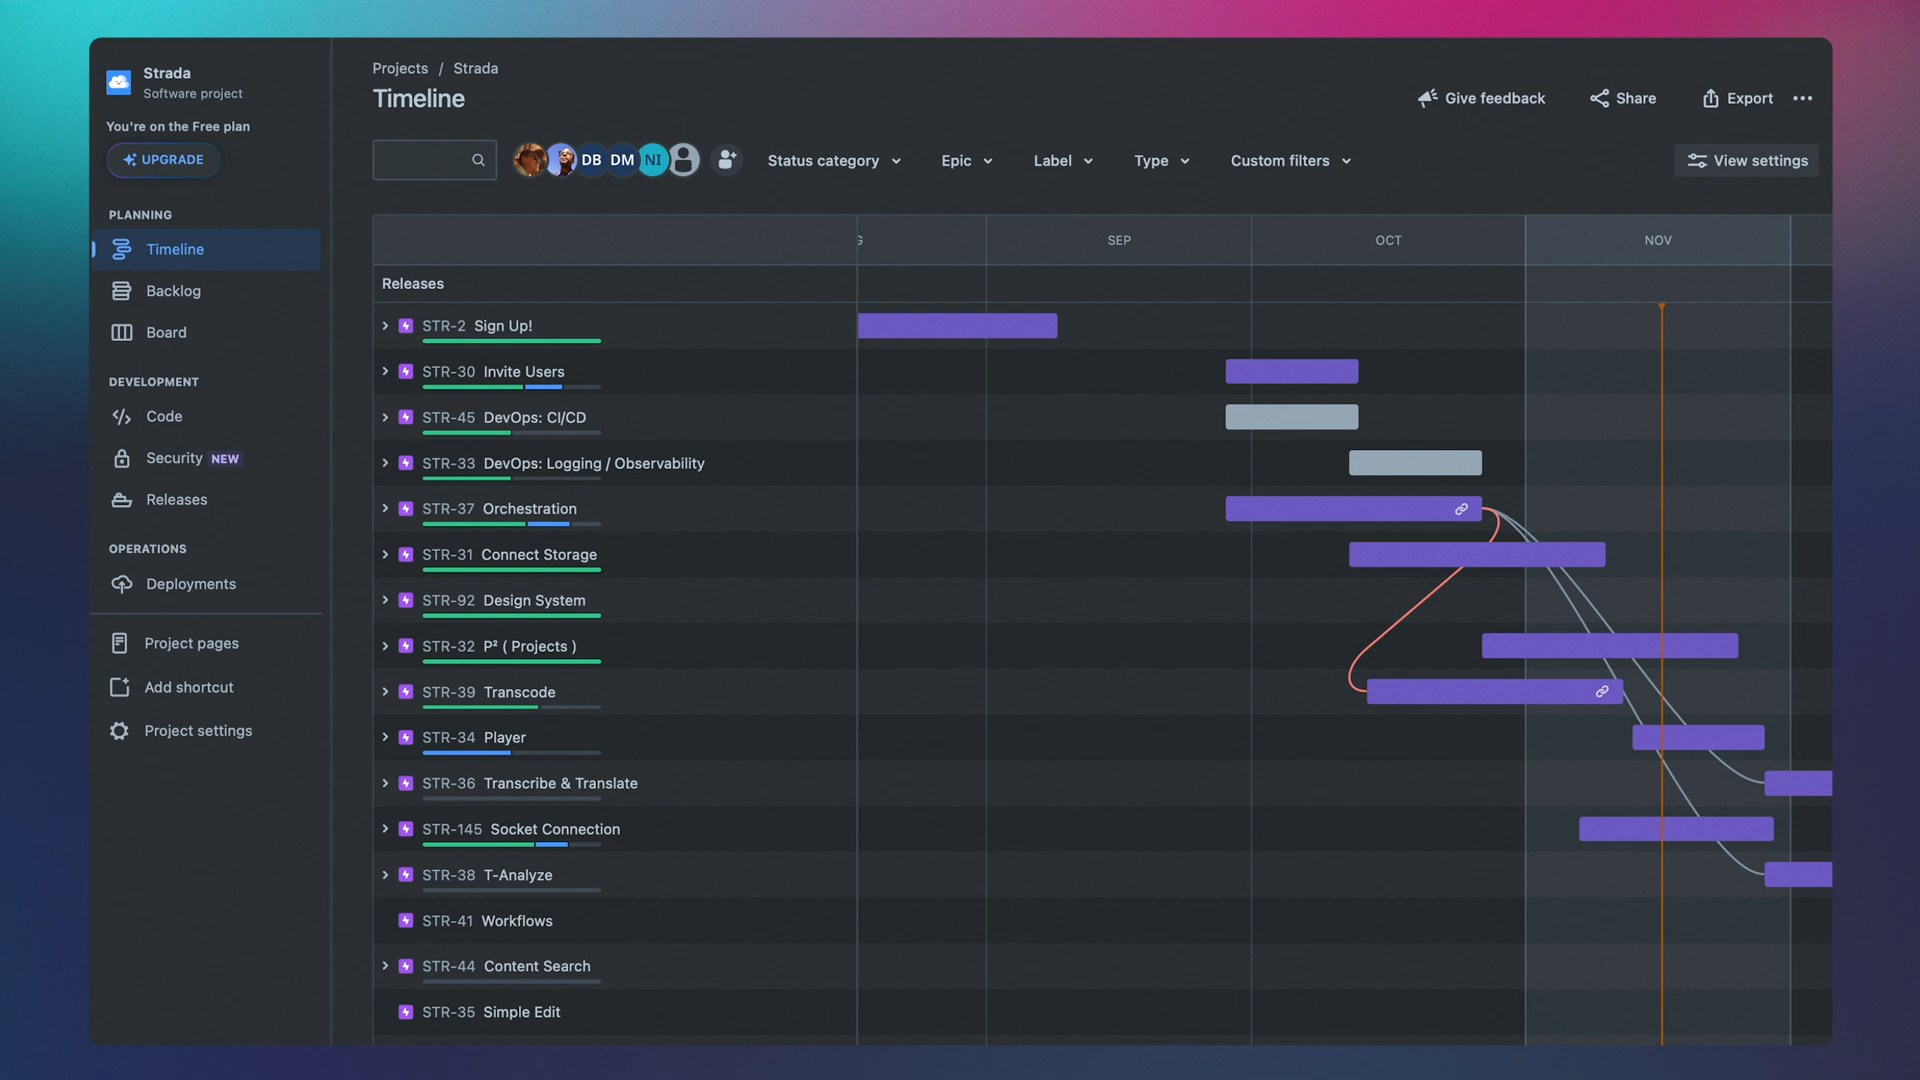 Strada
Software project
You're on the Free plan
UPGRADE
PLANNING
Timeline
Backlog
Board
DEVELOPMENT
Code
Security NEW
Releases
OPERATIONS
Deployments
Project pages
Add shortcut
Project settings
Projects / Strada
Timeline
Give feedback
Share
Export
DB
DM
NI
Status category
Epic
Label
Type
Custom filters
View settings
SEP
OCT
NOV
Releases
STR-2 Sign Up!
STR-30 Invite Users
STR-45 DevOps: CI/CD
STR-33 DevOps: Logging / Observability
STR-37 Orchestration
STR-31 Connect Storage
STR-92 Design System
STR-32 P² ( Projects )
STR-39 Transcode
STR-34 Player
STR-36 Transcribe & Translate
STR-145 Socket Connection
STR-38 T-Analyze
STR-41 Workflows
STR-44 Content Search
STR-35 Simple Edit